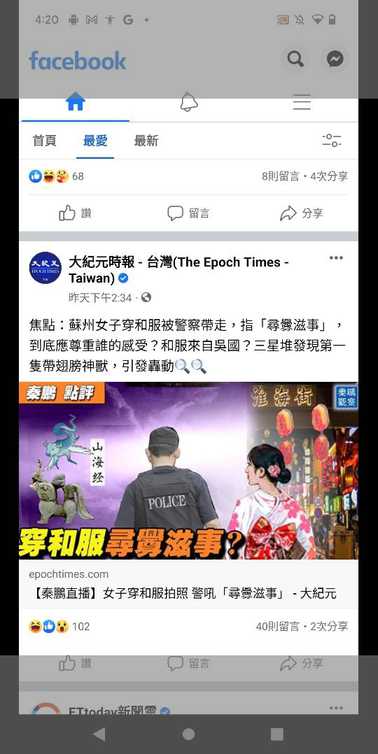 4:20
facebook
首頁 最愛 最新
68 8則留言・4次分享
讚 留言 分享
大紀元時報 - 台灣(The Epoch Times -
Taiwan)
昨天下午2:34
焦點：蘇州女子穿和服被警察帶走，指「尋釁滋事」，
到底應尊重誰的感受？和服來自吳國？三星堆發現第一
隻帶翅膀神獸，引發轟動
秦鵬 點評
淮海街
山海经
POLICE
穿和服尋釁滋事？
epochtimes.com
【秦鵬直播】女子穿和服拍照 警吼「尋釁滋事」 - 大紀元
102 40則留言・2次分享
讚 留言 分享
ETtoday新聞雲